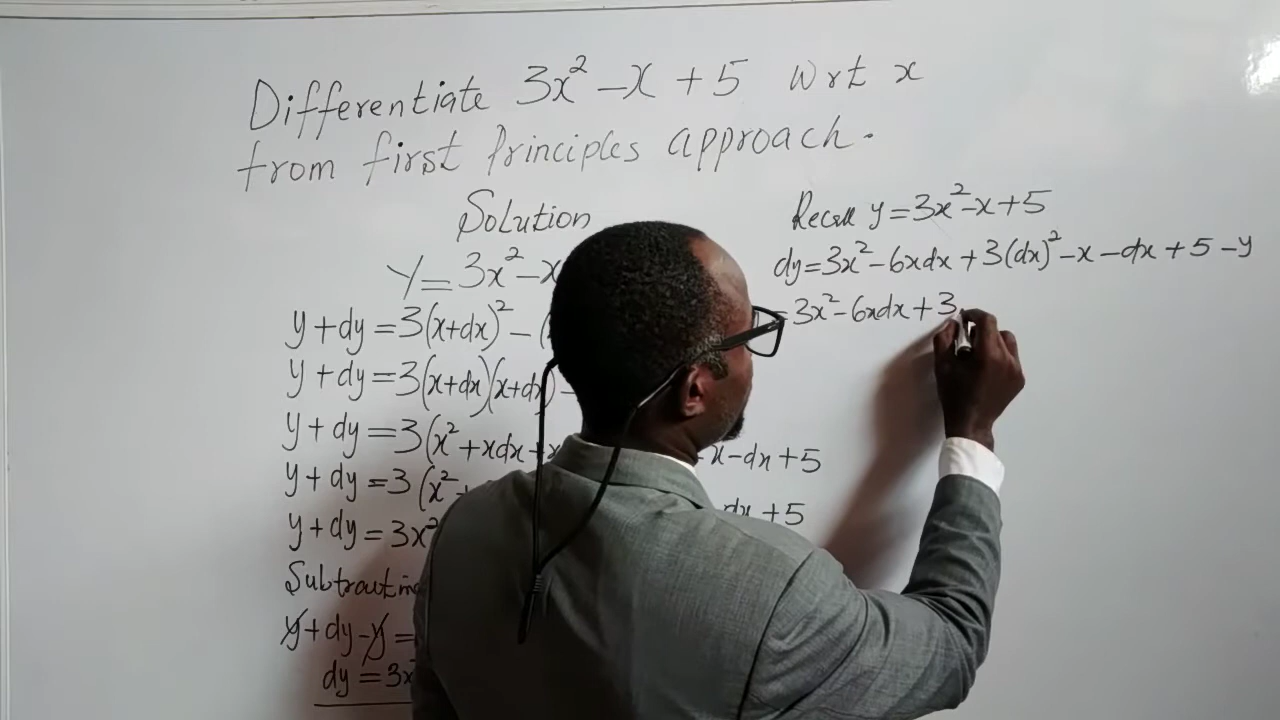 Differentiate 3x² - x + 5 wrt x
from first Principles approach.
Solution
y = 3x² - x
y + dy = 3(x+dx)² - (
y + dy = 3(x+dx)(x+dx) -
y + dy = 3(x² + xdx + x
x - dx + 5
y + dy = 3(x² +
dx + 5
y + dy = 3x²
Subtracting
y + dy - y =
dy = 3x²
Recall y = 3x² - x + 5
dy = 3x² - 6xdx + 3(dx)² - x - dx + 5 - y
= 3x² - 6xdx + 3